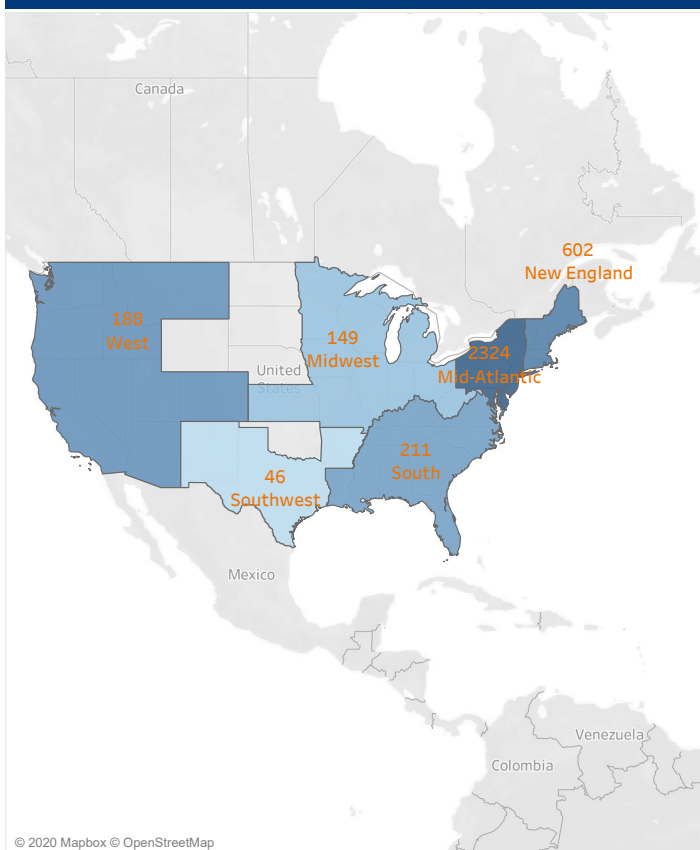 Canada
602
New England
188
West
149
Midwest
2324
Mid-Atlantic
United
States
211
South
46
Southwest
Mexico
Venezuela
Colombia
© 2020 Mapbox © OpenStreetMap